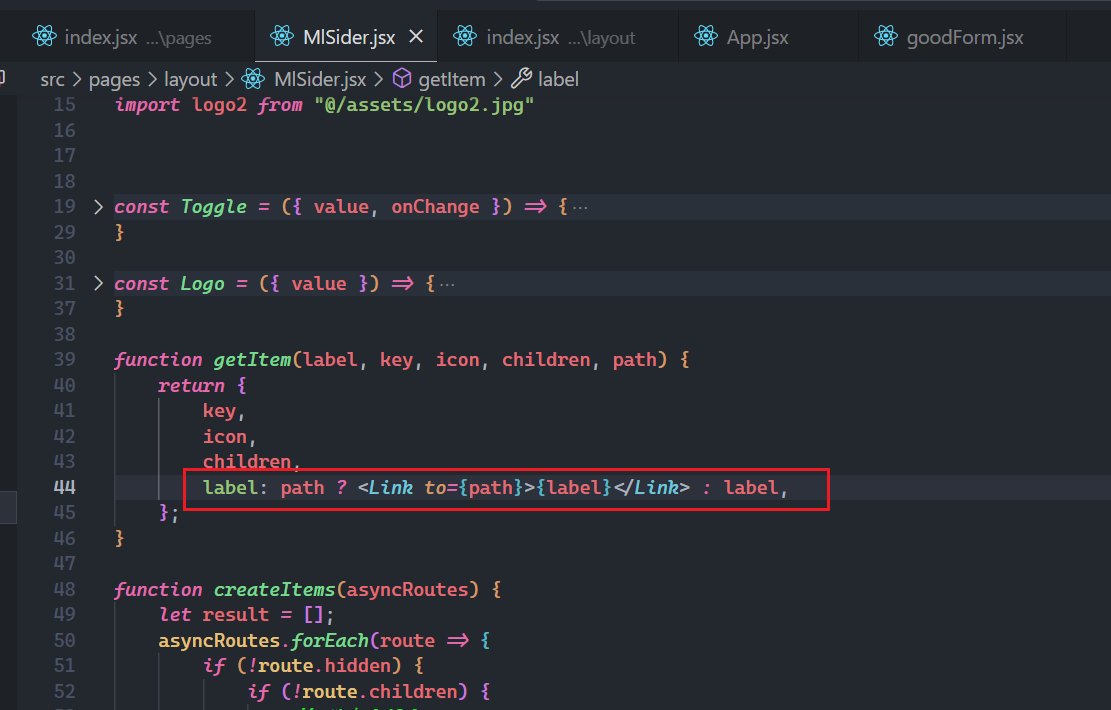 index.jsx ...\pages MlSider.jsx index.jsx ...\layout App.jsx goodForm.jsx
src > pages > layout > MlSider.jsx > getItem > label
15 import logo2 from "@/assets/logo2.jpg"
16
17
18
19 const Toggle = ({ value, onChange }) => { ...
29 }
30
31 const Logo = ({ value }) => { ...
37 }
38
39 function getItem(label, key, icon, children, path) {
40 return {
41 key,
42 icon,
43 children,
44 label: path ? <Link to={path}>{label}</Link> : label,
45 };
46 }
47
48 function createItems(asyncRoutes) {
49 let result = [];
50 asyncRoutes.forEach(route => {
51 if (!route.hidden) {
52 if (!route.children) {